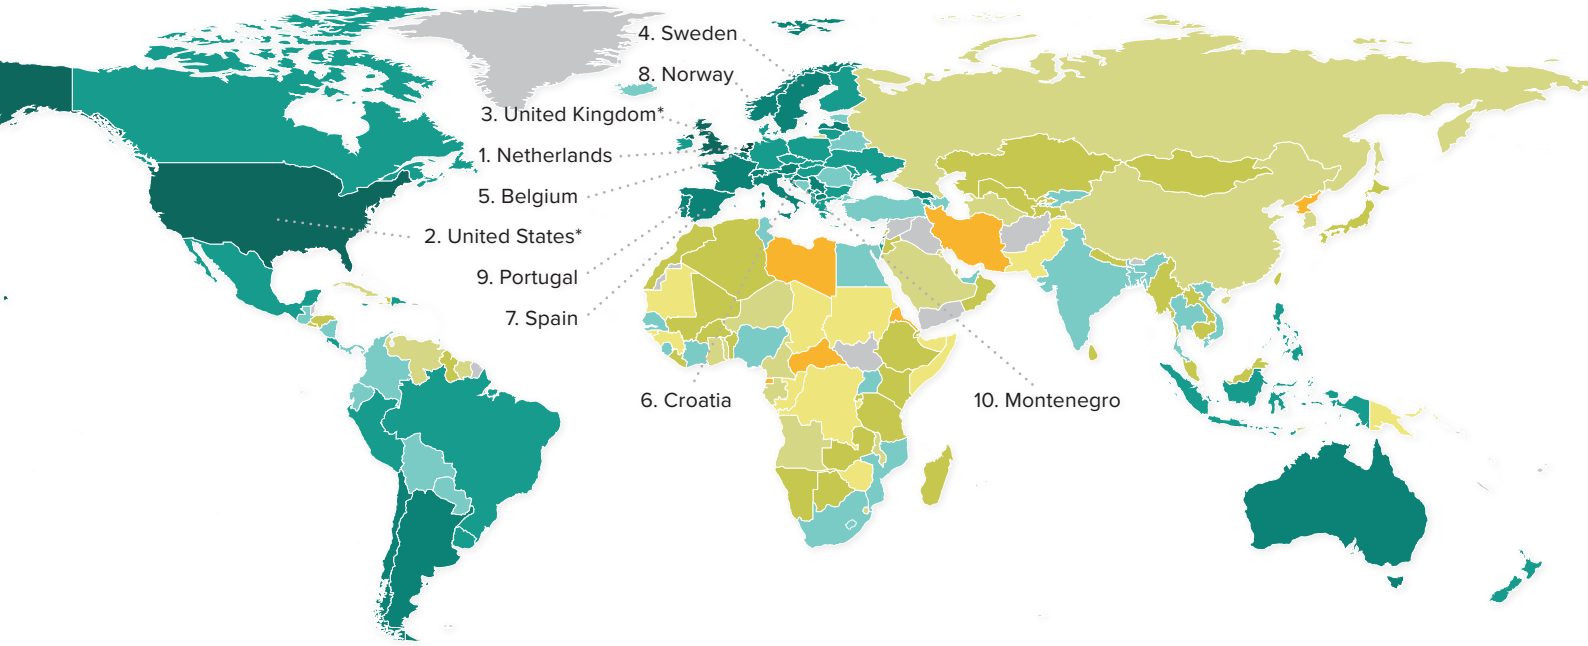 4. Sweden
8. Norway
3. United Kingdom*
1. Netherlands
5. Belgium
2. United States*
9. Portugal
7. Spain
6. Croatia
10. Montenegro